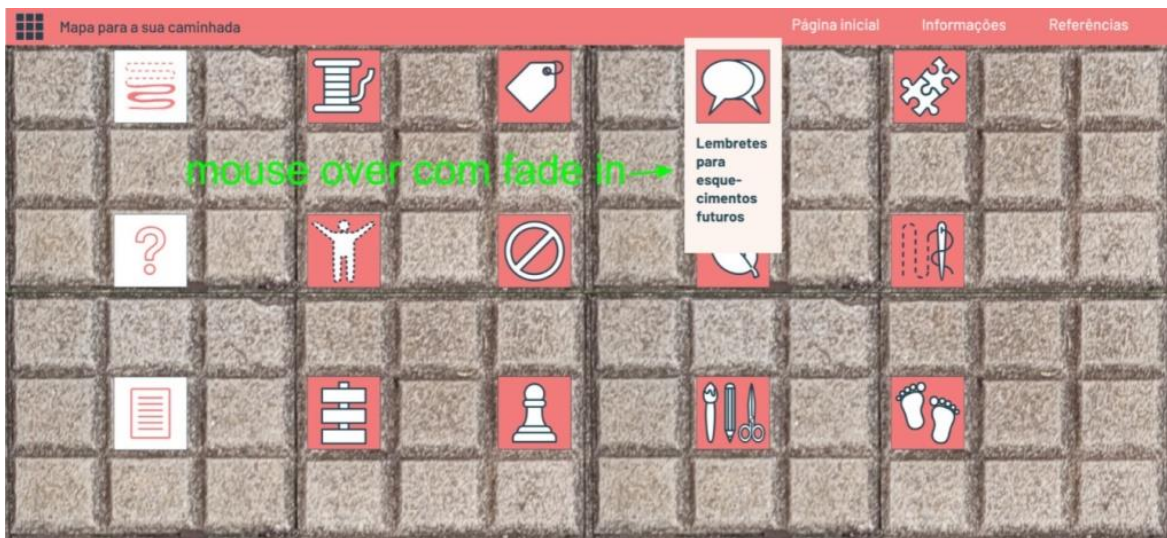 Mapa para a sua caminhada
Página inicial
Informações
Referências
Lembretes
para
esque-
cimentos
futuros
mouse over com fade in
?